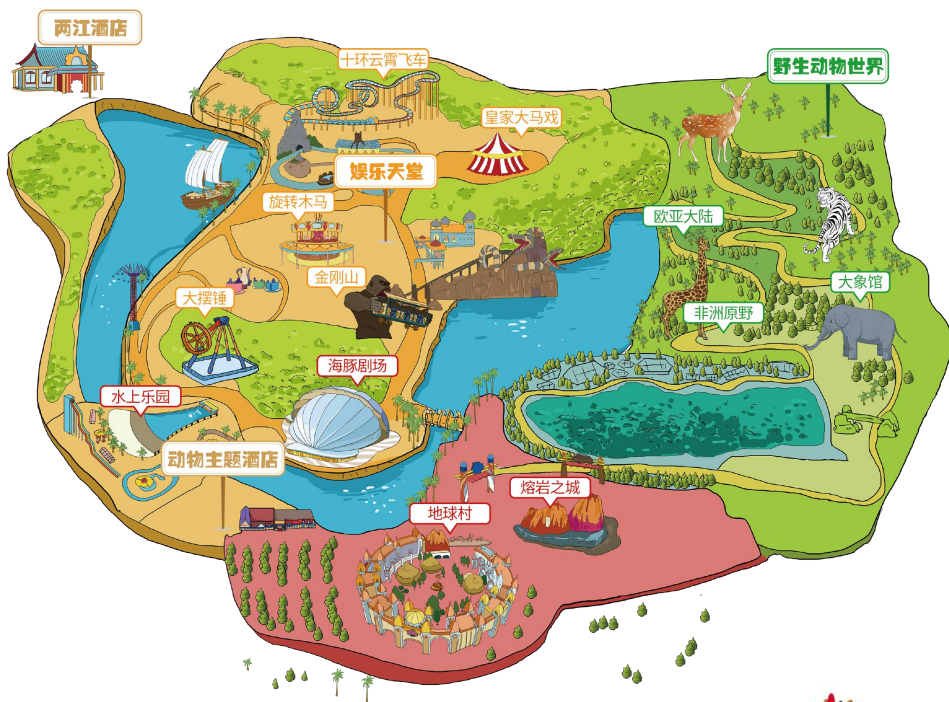 两江酒店
十环云霄飞车
野生动物世界
皇家大马戏
娱乐天堂
旋转木马
欧亚大陆
金刚山
大象馆
大摆锤
非洲原野
海豚剧场
水上乐园
动物主题酒店
熔岩之城
地球村